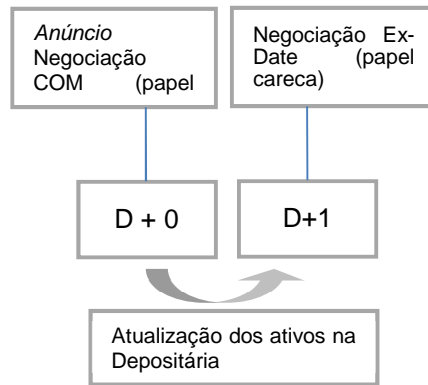 Anúncio
Negociação
COM (papel
Negociação Ex-
Date (papel
careca)
D + 0
D+1
Atualização dos ativos na
Depositária